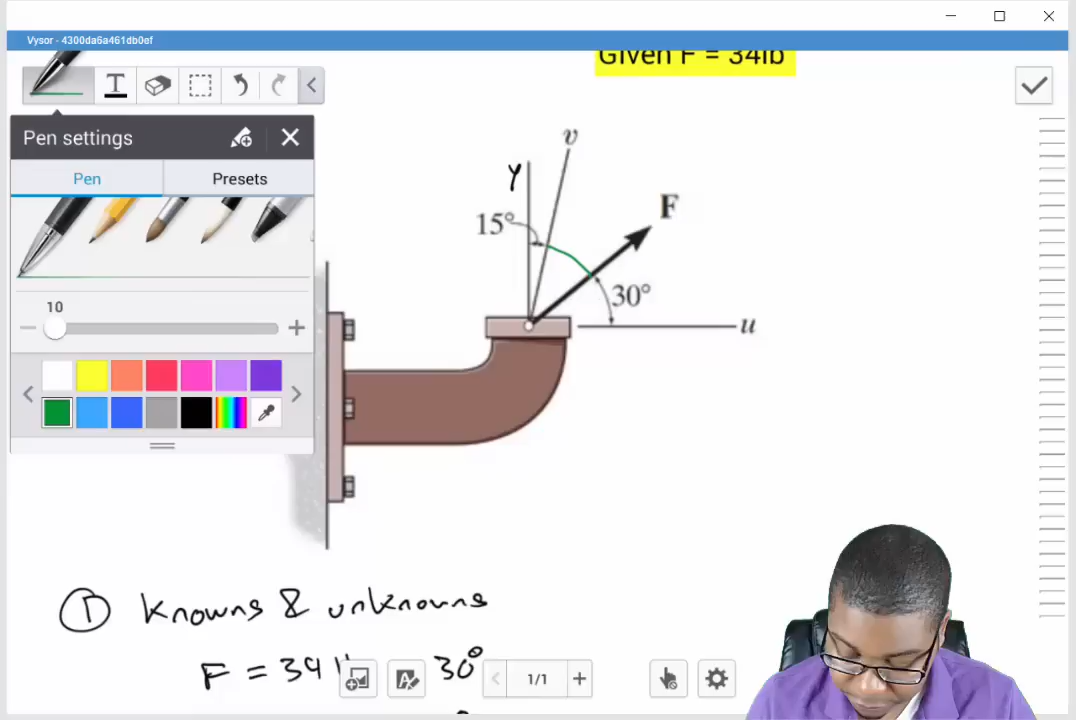 Vysor - 4300da6a461db0ef
Given F = 34lb
T
Pen settings
Pen
Presets
10
v
Y
15°
F
30°
u
① Knowns & unknowns
F = 34 30°
1/1